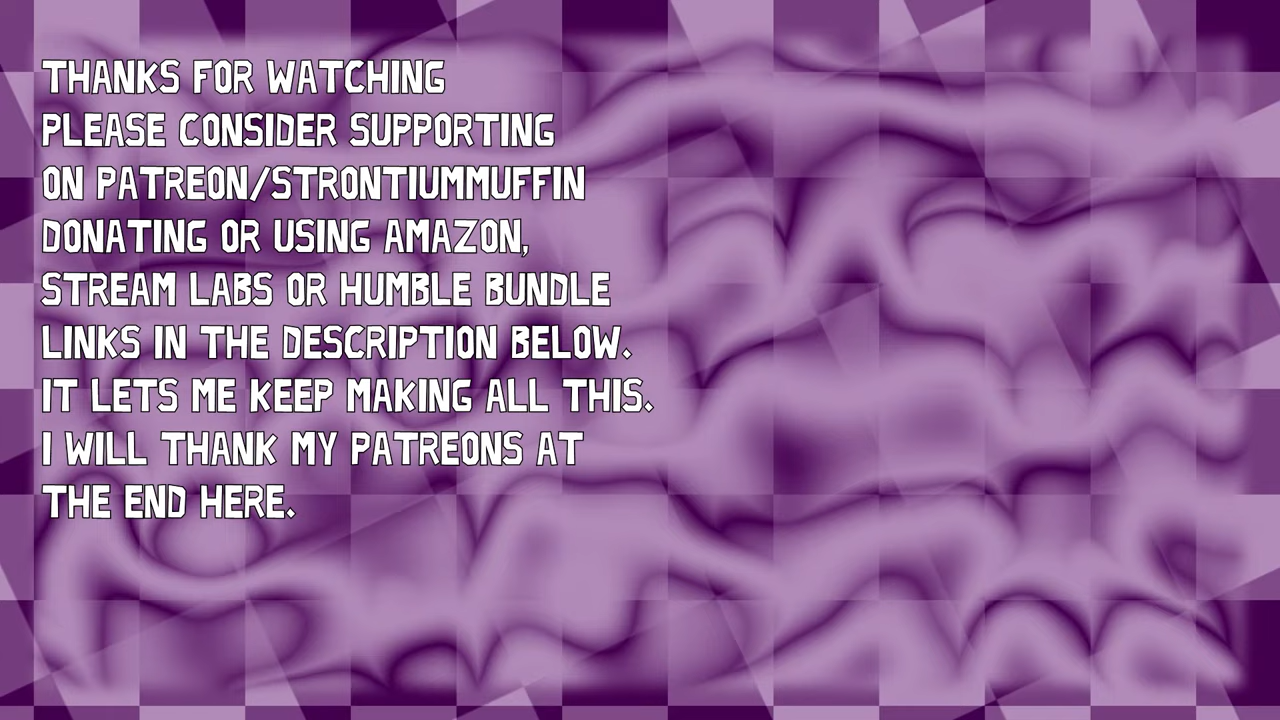 THANKS FOR WATCHING
PLEASE CONSIDER SUPPORTING
ON PATREON/STRONTIUMMUFFIN
DONATING OR USING AMAZON,
STREAM LABS OR HUMBLE BUNDLE
LINKS IN THE DESCRIPTION BELOW.
IT LETS ME KEEP MAKING ALL THIS.
I WILL THANK MY PATREONS AT
THE END HERE.